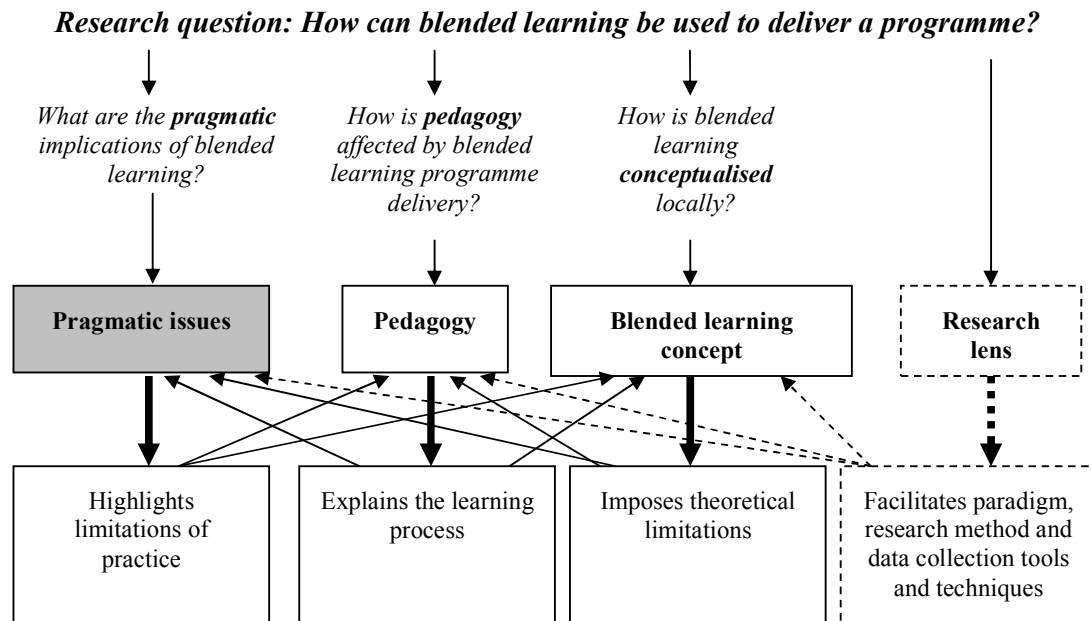 Research question: How can blended learning be used to deliver a programme?
What are the pragmatic
implications of blended
learning?
How is pedagogy
affected by blended
learning programme
delivery?
How is blended
learning
conceptualised
locally?
Pragmatic issues
Pedagogy
Blended learning
concept
Research
lens
Highlights
limitations of
practice
Explains the learning
process
Imposes theoretical
limitations
Facilitates paradigm,
research method and
data collection tools
and techniques